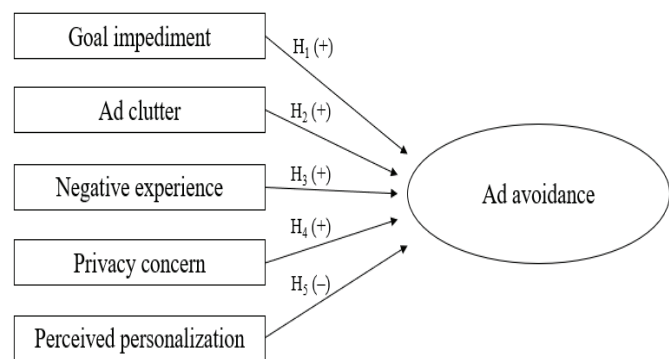 Goal impediment
H₁ (+)
Ad clutter
H₂ (+)
Negative experience
H₃ (+)
Ad avoidance
H₄ (+)
Privacy concern
H₅ (–)
Perceived personalization